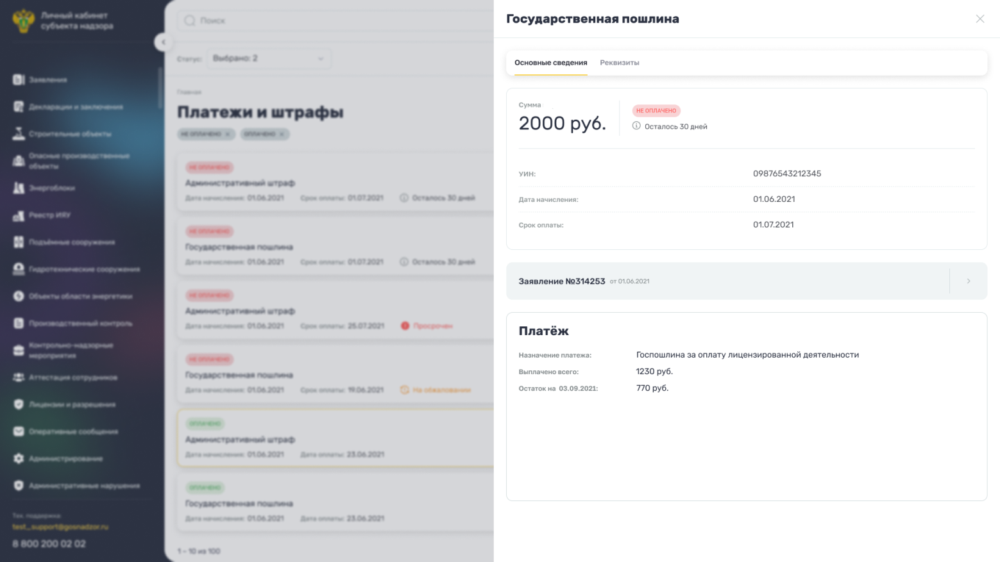 Личный кабинет
субъекта надзора
Заявления
Декларации и заключения
Строительные объекты
Опасные производственные
объекты
Энергоблоки
Реестр ИЯУ
Подъёмные сооружения
Гидротехнические сооружения
Объекты области энергетики
Производственный контроль
Контрольно-надзорные
мероприятия
Аттестация сотрудников
Лицензии и разрешения
Оперативные сообщения
Администрирование
Административные нарушения
Тех. поддержка:
test_support@gosnadzor.ru
8 800 200 02 02
Поиск
Статус: Выбрано: 2
Главная
Платежи и штрафы
НЕ ОПЛАЧЕНО × ОПЛАЧЕНО ×
НЕ ОПЛАЧЕНО
Административный штраф
Дата начисления: 01.06.2021 Срок оплаты: 01.07.2021 Осталось 30 дней
НЕ ОПЛАЧЕНО
Государственная пошлина
Дата начисления: 01.06.2021 Срок оплаты: 01.07.2021 Осталось 30 дней
НЕ ОПЛАЧЕНО
Административный штраф
Дата начисления: 01.06.2021 Срок оплаты: 25.07.2021 Просрочен
НЕ ОПЛАЧЕНО
Государственная пошлина
Дата начисления: 01.06.2021 Срок оплаты: 19.06.2021 На обжаловании
ОПЛАЧЕНО
Административный штраф
Дата начисления: 01.06.2021 Дата оплаты: 23.06.2021
ОПЛАЧЕНО
Государственная пошлина
Дата начисления: 01.06.2021 Дата оплаты: 23.06.2021
1 – 10 из 100
Государственная пошлина
Основные сведения Реквизиты
Сумма
2000 руб.
НЕ ОПЛАЧЕНО
Осталось 30 дней
УИН: 09876543212345
Дата начисления: 01.06.2021
Срок оплаты: 01.07.2021
Заявление №314253 от 01.06.2021
Платёж
Назначение платежа: Госпошлина за оплату лицензированной деятельности
Выплачено всего: 1230 руб.
Остаток на 03.09.2021: 770 руб.